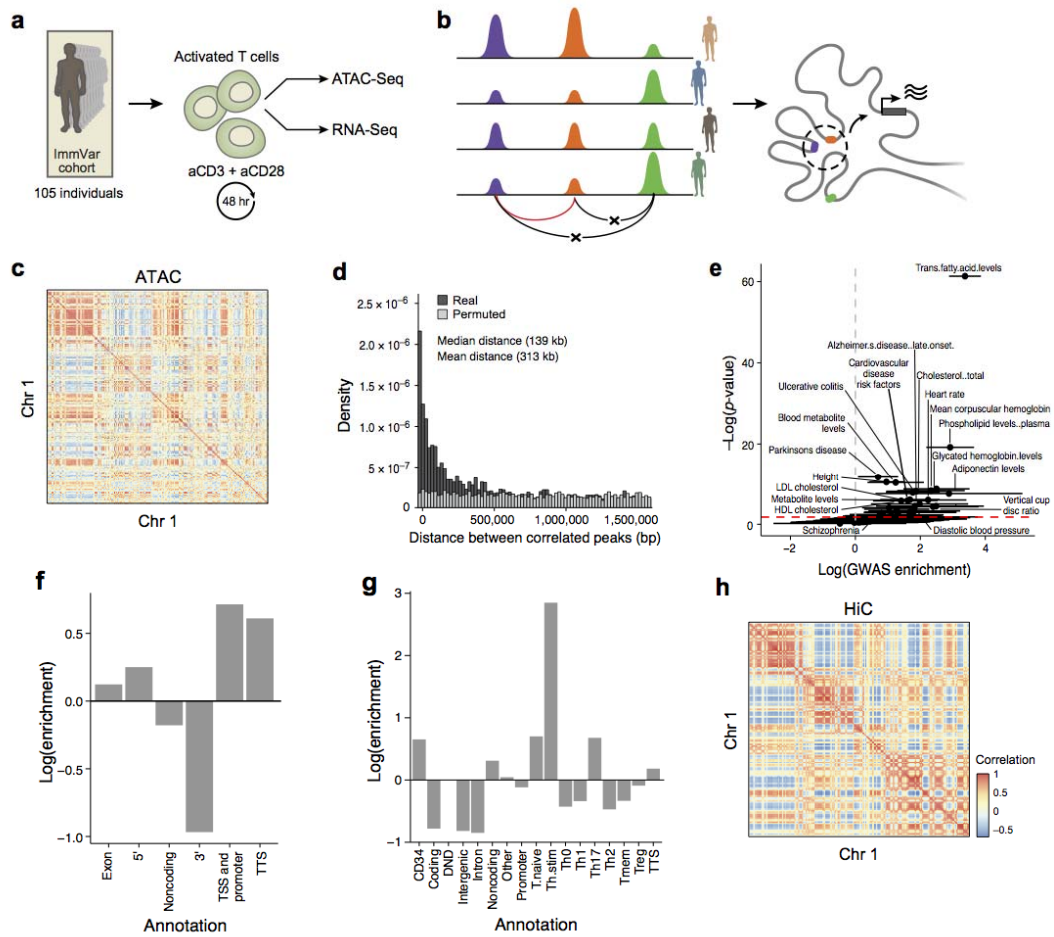 a
ImmVar
cohort
105 individuals
Activated T cells
ATAC-Seq
RNA-Seq
aCD3 + aCD28
48 hr
b
c
ATAC
Chr 1
Chr 1
d
2.5 × 10⁻⁶
2.0 × 10⁻⁶
1.5 × 10⁻⁶
1.0 × 10⁻⁶
5 × 10⁻⁷
0
Density
Real
Permuted
Median distance (139 kb)
Mean distance (313 kb)
0
500,000
1,000,000
1,500,000
Distance between correlated peaks (bp)
e
60
40
20
0
–Log(p-value)
Trans.fatty.acid.levels
Alzheimer.s.disease..late.onset.
Cardiovascular
disease
risk factors
Cholesterol..total
Ulcerative colitis
Heart rate
Mean corpuscular hemoglobin
Blood metabolite
levels
Phospholipid levels..plasma
Parkinsons disease
Glycated hemoglobin.levels
Adiponectin levels
Height
LDL cholesterol
Metabolite levels
HDL cholesterol
Vertical cup
disc ratio
Schizophrenia
Diastolic blood pressure
−2
0
2
4
Log(GWAS enrichment)
f
0.5
0.0
−0.5
−1.0
Log(enrichment)
Exon
5'
Noncoding
3'
TSS and
promoter
TTS
Annotation
g
3
2
1
0
−1
Log(enrichment)
CD34
Coding
DND
Intergenic
Intron
Noncoding
Other
Promoter
T.naive
Th.stim
Th0
Th1
Th17
Th2
Tmem
Treg
TTS
Annotation
h
HiC
Chr 1
Chr 1
Correlation
1
0.5
0
−0.5